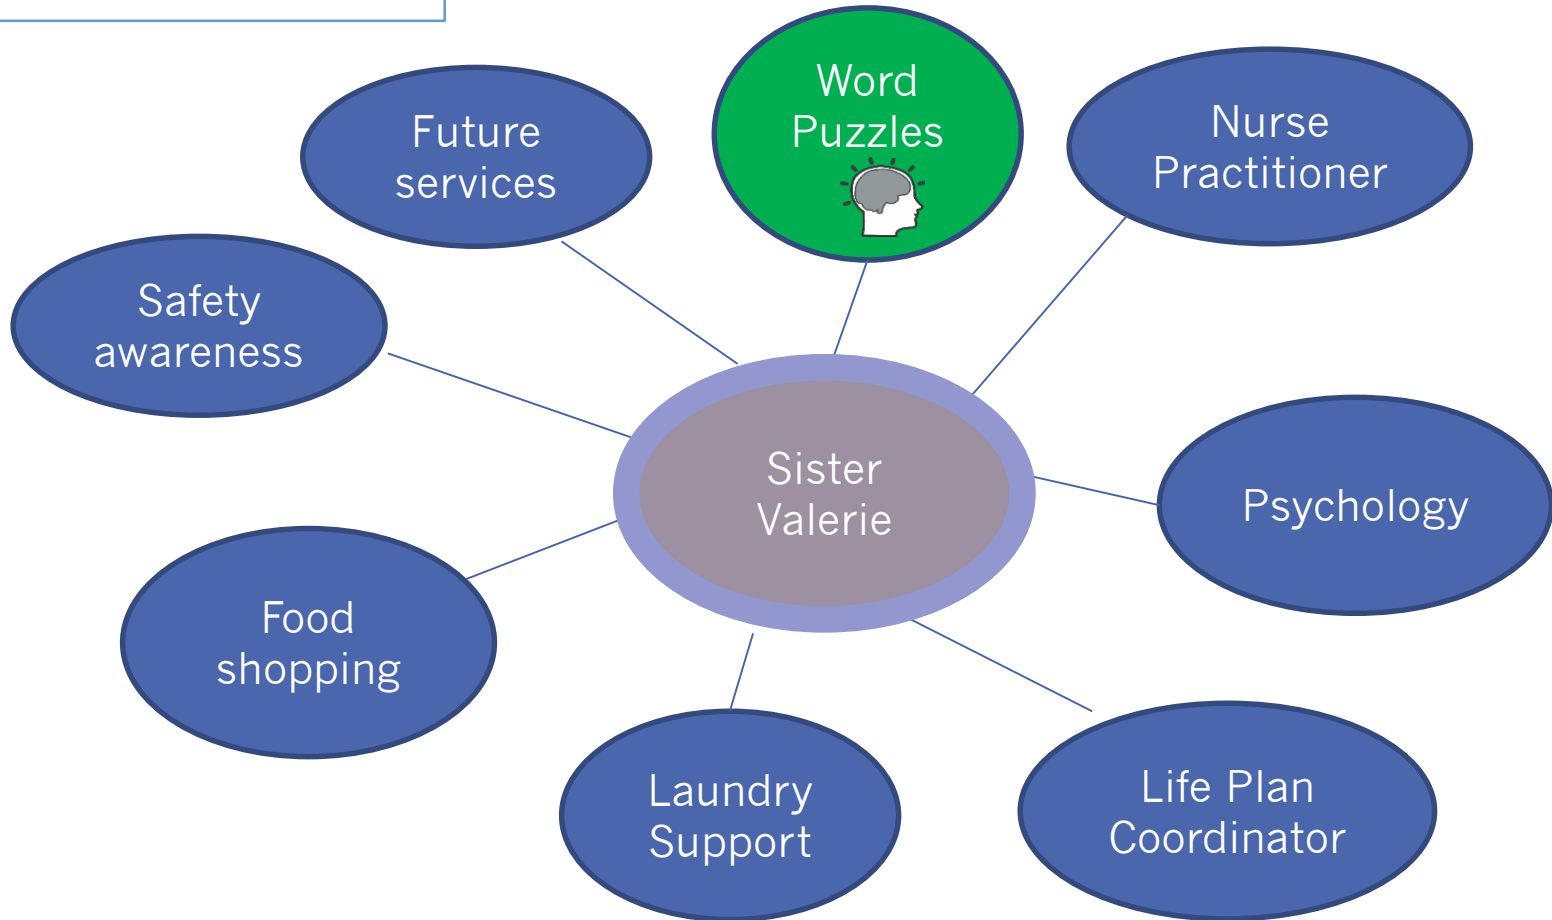 Word
Puzzles
Future
services
Nurse
Practitioner
Safety
awareness
Sister
Valerie
Psychology
Food
shopping
Laundry
Support
Life Plan
Coordinator